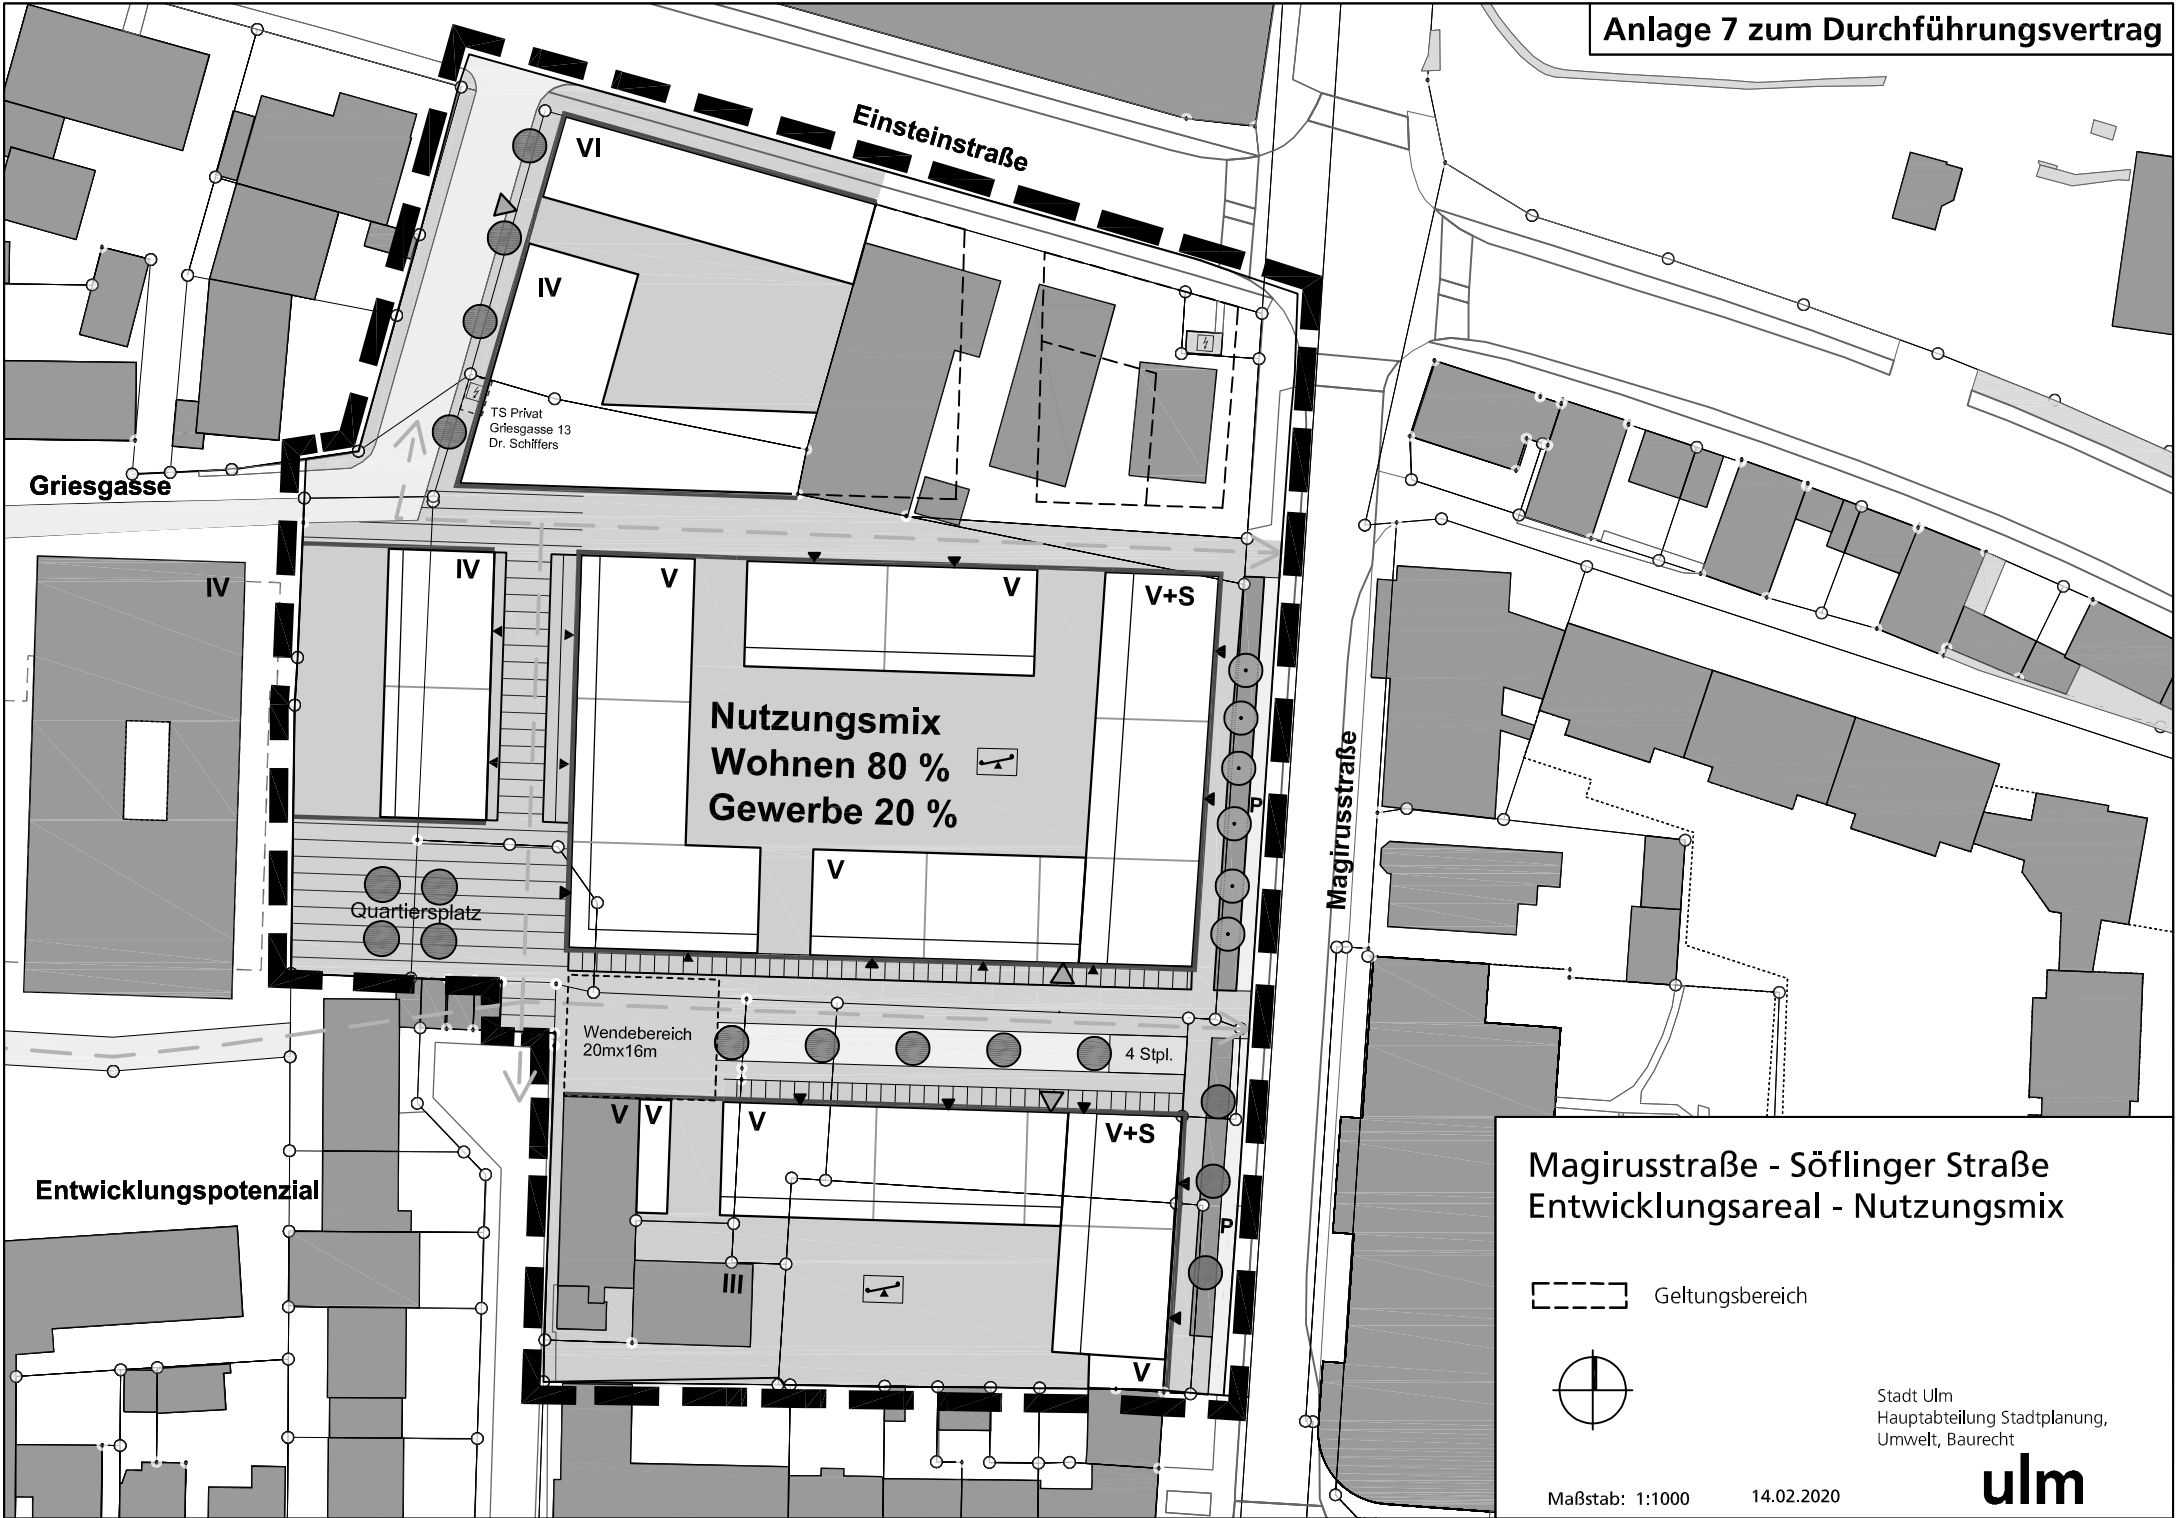 Anlage 7 zum Durchführungsvertrag
Einsteinstraße
VI
IV
TS Privat
Griesgasse 13
Dr. Schiffers
Griesgasse
IV
IV
V
V
V+S
Nutzungsmix
Wohnen 80 %
Gewerbe 20 %
P
Magirusstraße
V
Quartiersplatz
Wendebereich
20mx16m
4 Stpl.
V
V
V
V+S
Entwicklungspotenzial
P
III
V
Magirusstraße - Söflinger Straße
Entwicklungsareal - Nutzungsmix
Geltungsbereich
Stadt Ulm
Hauptabteilung Stadtplanung,
Umwelt, Baurecht
ulm
Maßstab: 1:1000
14.02.2020